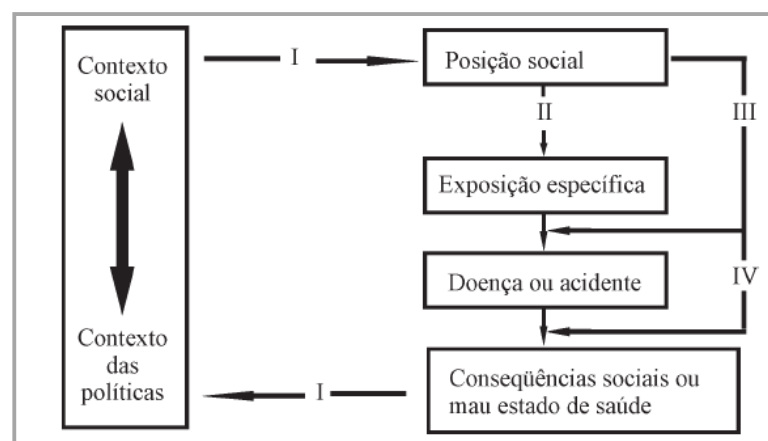 Contexto
social
Contexto
das
políticas
I
Posição social
II
III
Exposição específica
Doença ou acidente
IV
I
Conseqüências sociais ou
mau estado de saúde